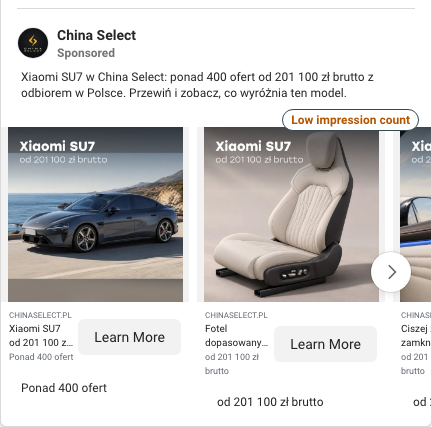 China Select
Sponsored
Xiaomi SU7 w China Select: ponad 400 ofert od 201 100 zł brutto z
odbiorem w Polsce. Przewiń i zobacz, co wyróżnia ten model.
Low impression count
Xiaomi SU7
od 201 100 zł brutto
Xiaomi SU7
od 201 100 zł brutto
CHINASELECT.PL
Xiaomi SU7
od 201 100 z...
Ponad 400 ofert
Learn More
Ponad 400 ofert
CHINASELECT.PL
Fotel
dopasowany...
od 201 100 zł
brutto
Learn More
od 201 100 zł brutto
CHINAS
Ciszej
zamkn
od 201
brutto
od